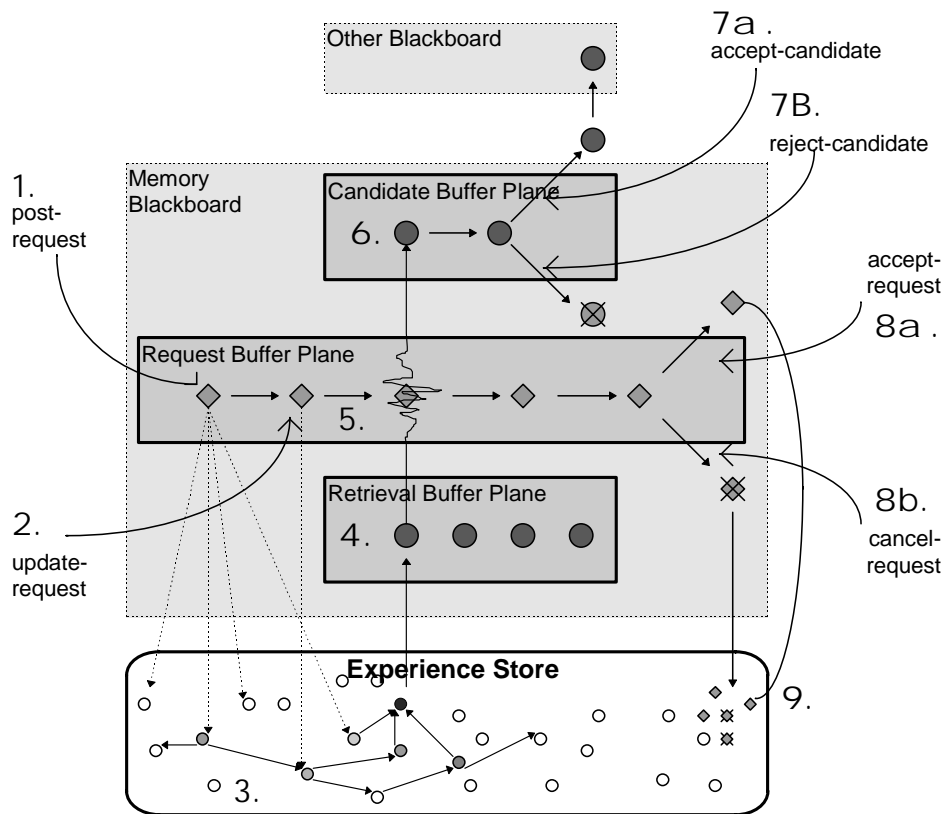 Other Blackboard
7a.
accept-candidate
7B.
reject-candidate
Memory
Blackboard
1.
post-
request
Candidate Buffer Plane
6.
accept-
request
8a.
Request Buffer Plane
5.
Retrieval Buffer Plane
4.
2.
update-
request
8b.
cancel-
request
Experience Store
9.
3.